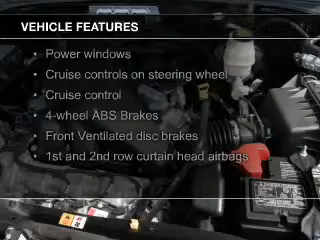 VEHICLE FEATURES
• Power windows
• Cruise controls on steering wheel
• Cruise control
• 4-wheel ABS Brakes
• Front Ventilated disc brakes
• 1st and 2nd row curtain head airbags